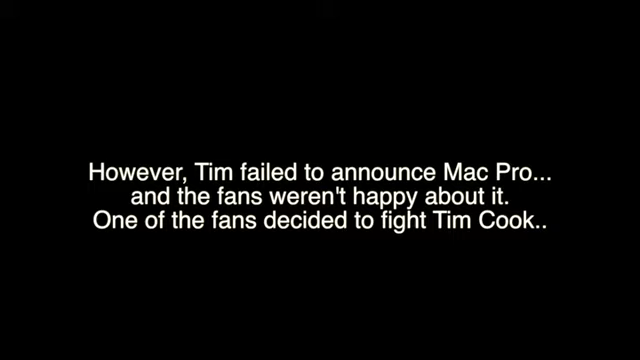 However, Tim failed to announce Mac Pro...
and the fans weren't happy about it.
One of the fans decided to fight Tim Cook..